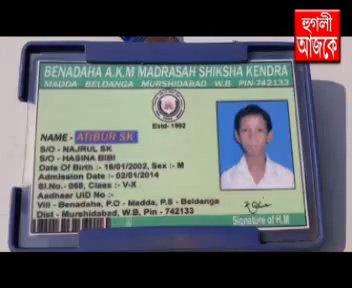 হুগলী
আজকে
BENADAHA A.K.M MADRASAH SHIKSHA KENDRA
MADDA BELDANGA MURSHIDABAD W.B PIN-742133
Estd- 1992
NAME - ATIBUR SK
S/O - NAJRUL SK
S/O - HASINA BIBI
Date Of Birth :- 16/01/2002, Sex :- M
Admission Date :- 02/01/2014
Sl.No.- 068, Class :- V-X
Aadhaar UID No :-
Vill - Benadaha, P.O - Madda, P.S - Beldanga
Dist - Murshidabad, W.B, Pin - 742133
Signature of H.M